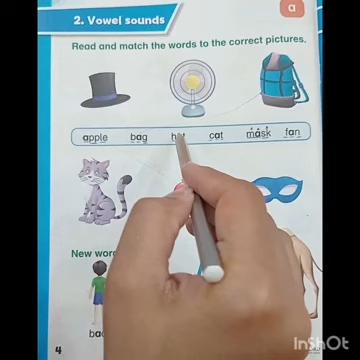 2. Vowel sounds
a
Read and match the words to the correct pictures.
apple bag hat cat mask fan
New
4
InShOt